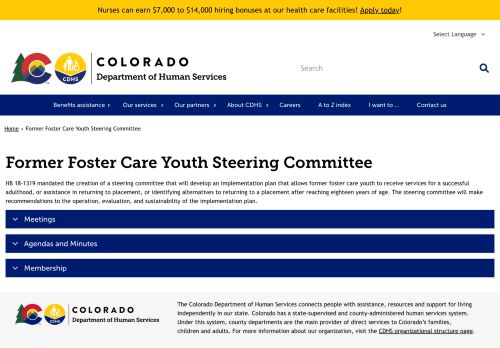 Nurses can earn $7,000 to $14,000 hiring bonuses at our health care facilities! Apply today!
Select Language
COLORADO
Department of Human Services
CDHS
Search
Benefits assistance
Our services
Our partners
About CDHS
Careers
A to Z index
I want to ...
Contact us
Home › Former Foster Care Youth Steering Committee
Former Foster Care Youth Steering Committee
HB 18-1319 mandated the creation of a steering committee that will develop an implementation plan that allows former foster care youth to receive services for a successful
adulthood, or assistance in returning to placement, or identifying alternatives to returning to a placement after reaching eighteen years of age. The steering committee will make
recommendations to the operation, evaluation, and sustainability of the implementation plan.
Meetings
Agendas and Minutes
Membership
COLORADO
Department of Human Services
CDHS
The Colorado Department of Human Services connects people with assistance, resources and support for living
independently in our state. Colorado has a state-supervised and county-administered human services system.
Under this system, county departments are the main provider of direct services to Colorado's families,
children and adults. For more information about our organization, visit the CDHS organizational structure page.